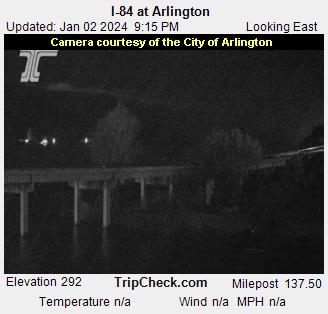 I-84 at Arlington
Updated: Jan 02 2024 9:15 PM Looking East
Camera courtesy of the City of Arlington
Elevation 292 TripCheck.com Milepost 137.50
Temperature n/a Wind n/a MPH n/a